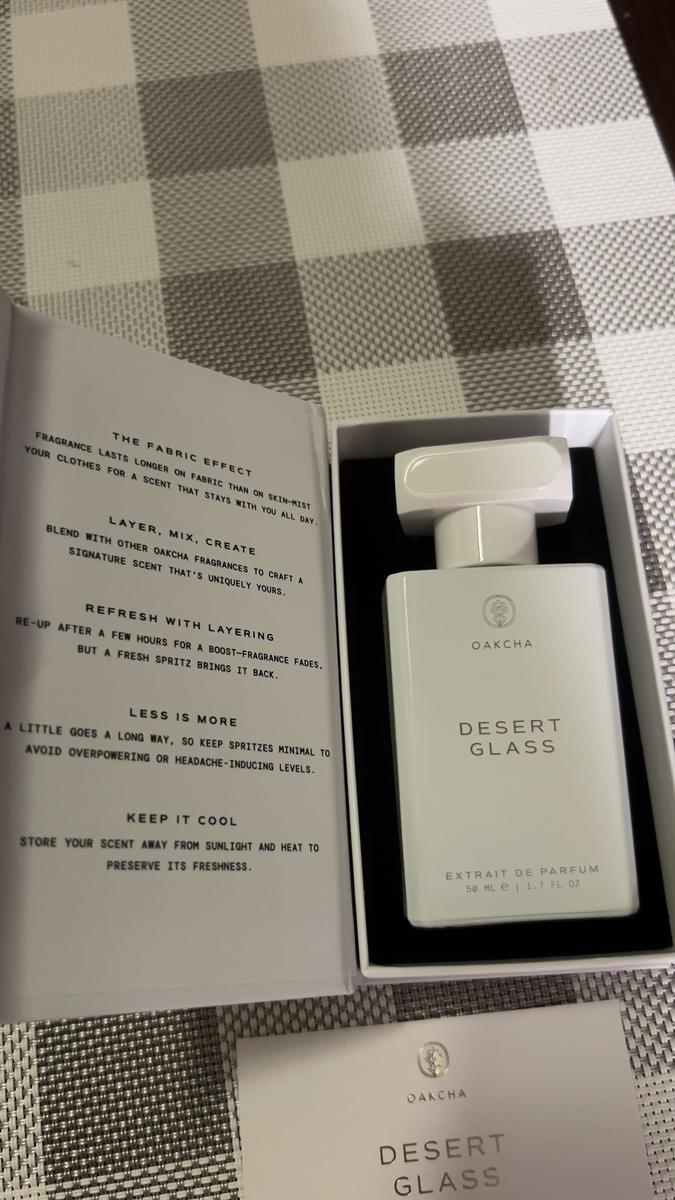 THE FABRIC EFFECT
FRAGRANCE LASTS LONGER ON FABRIC THAN ON SKIN—MIST
YOUR CLOTHES FOR A SCENT THAT STAYS WITH YOU ALL DAY.
LAYER, MIX, CREATE
BLEND WITH OTHER OAKCHA FRAGRANCES TO CRAFT A
SIGNATURE SCENT THAT'S UNIQUELY YOURS.
REFRESH WITH LAYERING
RE-UP AFTER A FEW HOURS FOR A BOOST—FRAGRANCE FADES,
BUT A FRESH SPRITZ BRINGS IT BACK.
LESS IS MORE
A LITTLE GOES A LONG WAY, SO KEEP SPRITZES MINIMAL TO
AVOID OVERPOWERING OR HEADACHE-INDUCING LEVELS.
KEEP IT COOL
STORE YOUR SCENT AWAY FROM SUNLIGHT AND HEAT TO
PRESERVE ITS FRESHNESS.
OAKCHA
DESERT
GLASS
EXTRAIT DE PARFUM
50 ML ℮ | 1.7 FL OZ
OAKCHA
DESERT
GLASS